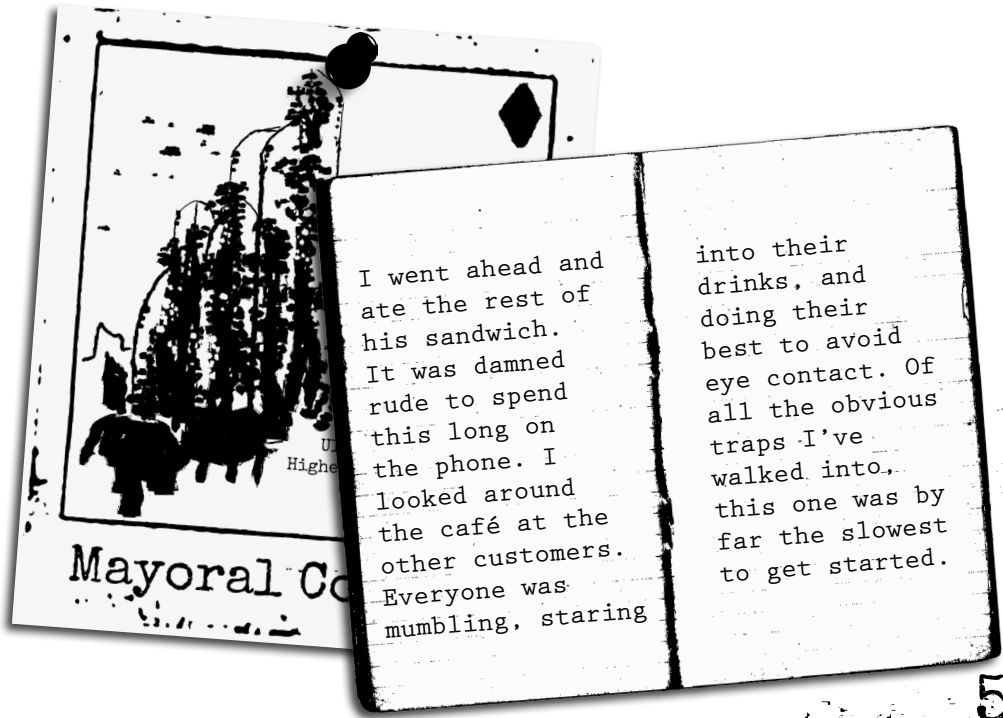 Highe
Mayoral Co
I went ahead and
ate the rest of
his sandwich.
It was damned
rude to spend
this long on
the phone. I
looked around
the café at the
other customers.
Everyone was
mumbling, staring
into their
drinks, and
doing their
best to avoid
eye contact. Of
all the obvious
traps I've
walked into,
this one was by
far the slowest
to get started.